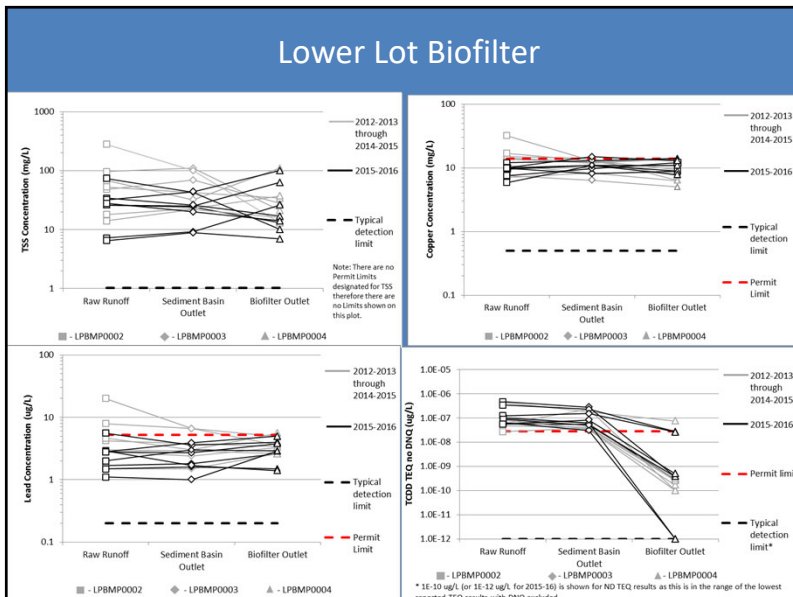 Lower Lot Biofilter
1000
100
10
1
TSS Concentration (mg/L)
Raw Runoff
Sediment Basin
Outlet
Biofilter Outlet
2012-2013
through
2014-2015
2015-2016
Typical
detection
limit
Note: There are no
Permit Limits
designated for TSS
therefore there are
no Limits shown on
this plot.
- LPBMP0002
- LPBMP0003
- LPBMP0004
100
10
1
0.1
Copper Concentration (mg/L)
Raw Runoff
Sediment Basin
Outlet
Biofilter Outlet
2012-2013
through
2014-2015
2015-2016
Typical
detection
limit
Permit
Limit
- LPBMP0002
- LPBMP0003
- LPBMP0004
100
10
1
0.1
Lead Concentration (ug/L)
Raw Runoff
Sediment Basin
Outlet
Biofilter Outlet
2012-2013
through
2014-2015
2015-2016
Typical
detection
limit
Permit
Limit
- LPBMP0002
- LPBMP0003
- LPBMP0004
1.0E-05
1.0E-06
1.0E-07
1.0E-08
1.0E-09
1.0E-10
1.0E-11
1.0E-12
TCDD TEQ no DNQ (ug/L)
Raw Runoff
Sediment Basin
Outlet
Biofilter Outlet
2012-2013
through
2014-2015
2015-2016
Permit limit
Typical
detection
limit*
- LPBMP0002
- LPBMP0003
- LPBMP0004
* 1E-10 ug/L (or 1E-12 ug/L for 2015-16) is shown for ND TEQ results as this is in the range of the lowest